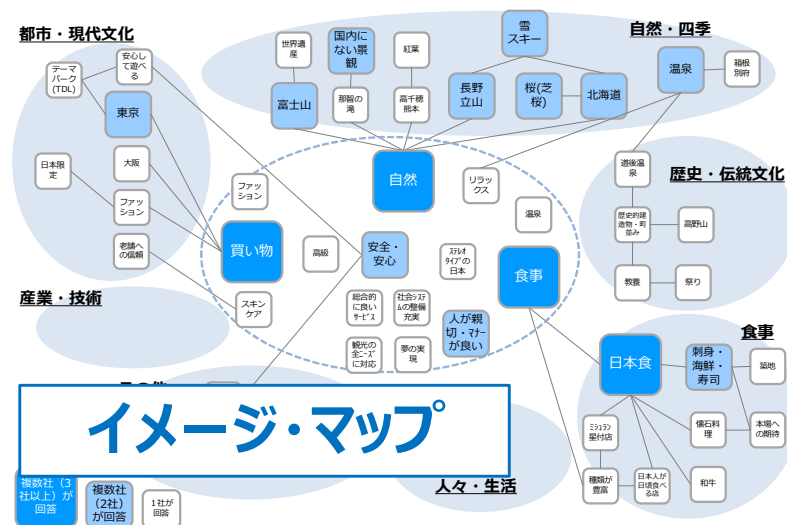 都市・現代文化
自然・四季
雪
スキー
国内に
ない景
観
世界遺
産
紅葉
温泉
箱根
別府
安心し
て遊べ
る
テーマ
パーク
(TDL)
東京
富士山
那智の
滝
高千穂
熊本
長野
立山
桜(芝
桜)
北海道
大阪
日本限
定
ファッ
ション
老舗へ
の信頼
自然
リラッ
クス
ファッ
ション
温泉
道後温
泉
歴史・伝統文化
歴史的建
造物・町
並み
高野山
教養
祭り
買い物
高級
安全・
安心
ｽﾃﾚｵ
ﾀｲﾌﾟの
日本
食事
産業・技術
スキン
ケア
総合的
に良い
ｻｰﾋﾞｽ
社会ｼｽﾃ
ﾑの整備
充実
人が親
切・ﾏﾅｰ
が良い
観光の
全ﾆｰｽﾞ
に対応
夢の実
現
食事
日本食
刺身・
海鮮・
寿司
築地
ﾐｼｭﾗﾝ
星付店
懐石料
理
本場へ
の期待
種類が
豊富
日本人が
日頃食べ
る店
和牛
イメージ・マップ
人々・生活
複数社（3
社以上）が
回答
複数社
（2社）
が回答
1社が
回答